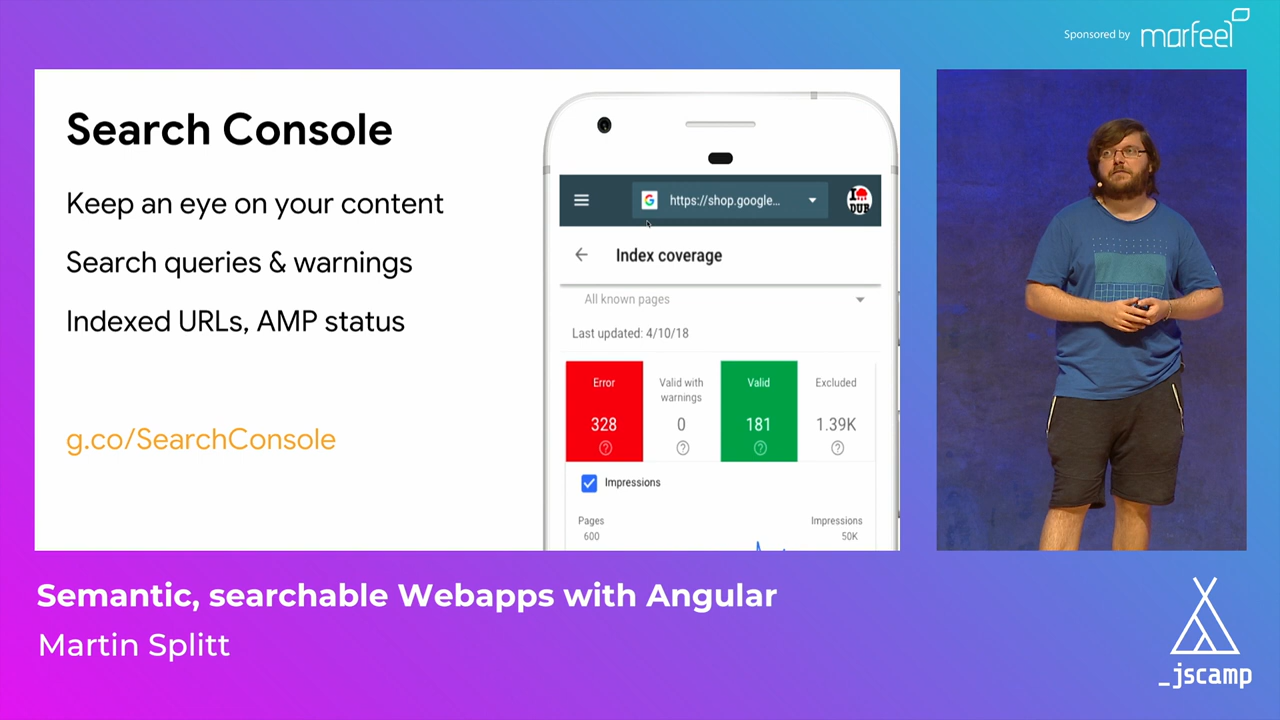 Sponsored by marfeel
Search Console
Keep an eye on your content
Search queries & warnings
Indexed URLs, AMP status
g.co/SearchConsole
https://shop.google...
I DUB
Index coverage
All known pages
Last updated: 4/10/18
Error
328
Valid with
warnings
0
Valid
181
Excluded
1.39K
Impressions
Pages
600
Impressions
50K
Semantic, searchable Webapps with Angular
Martin Splitt
_jscamp